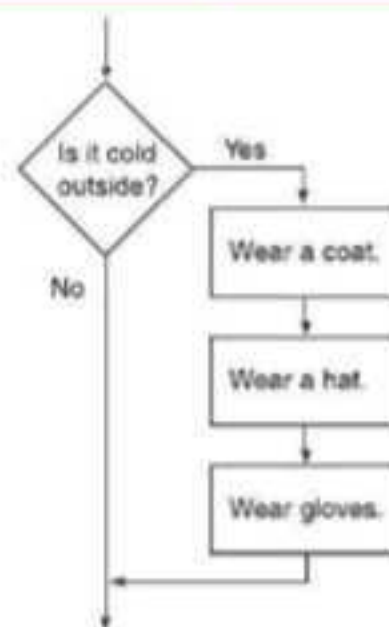 Is it cold
outside?
Yes
Wear a coat.
No
Wear a hat.
Wear gloves.